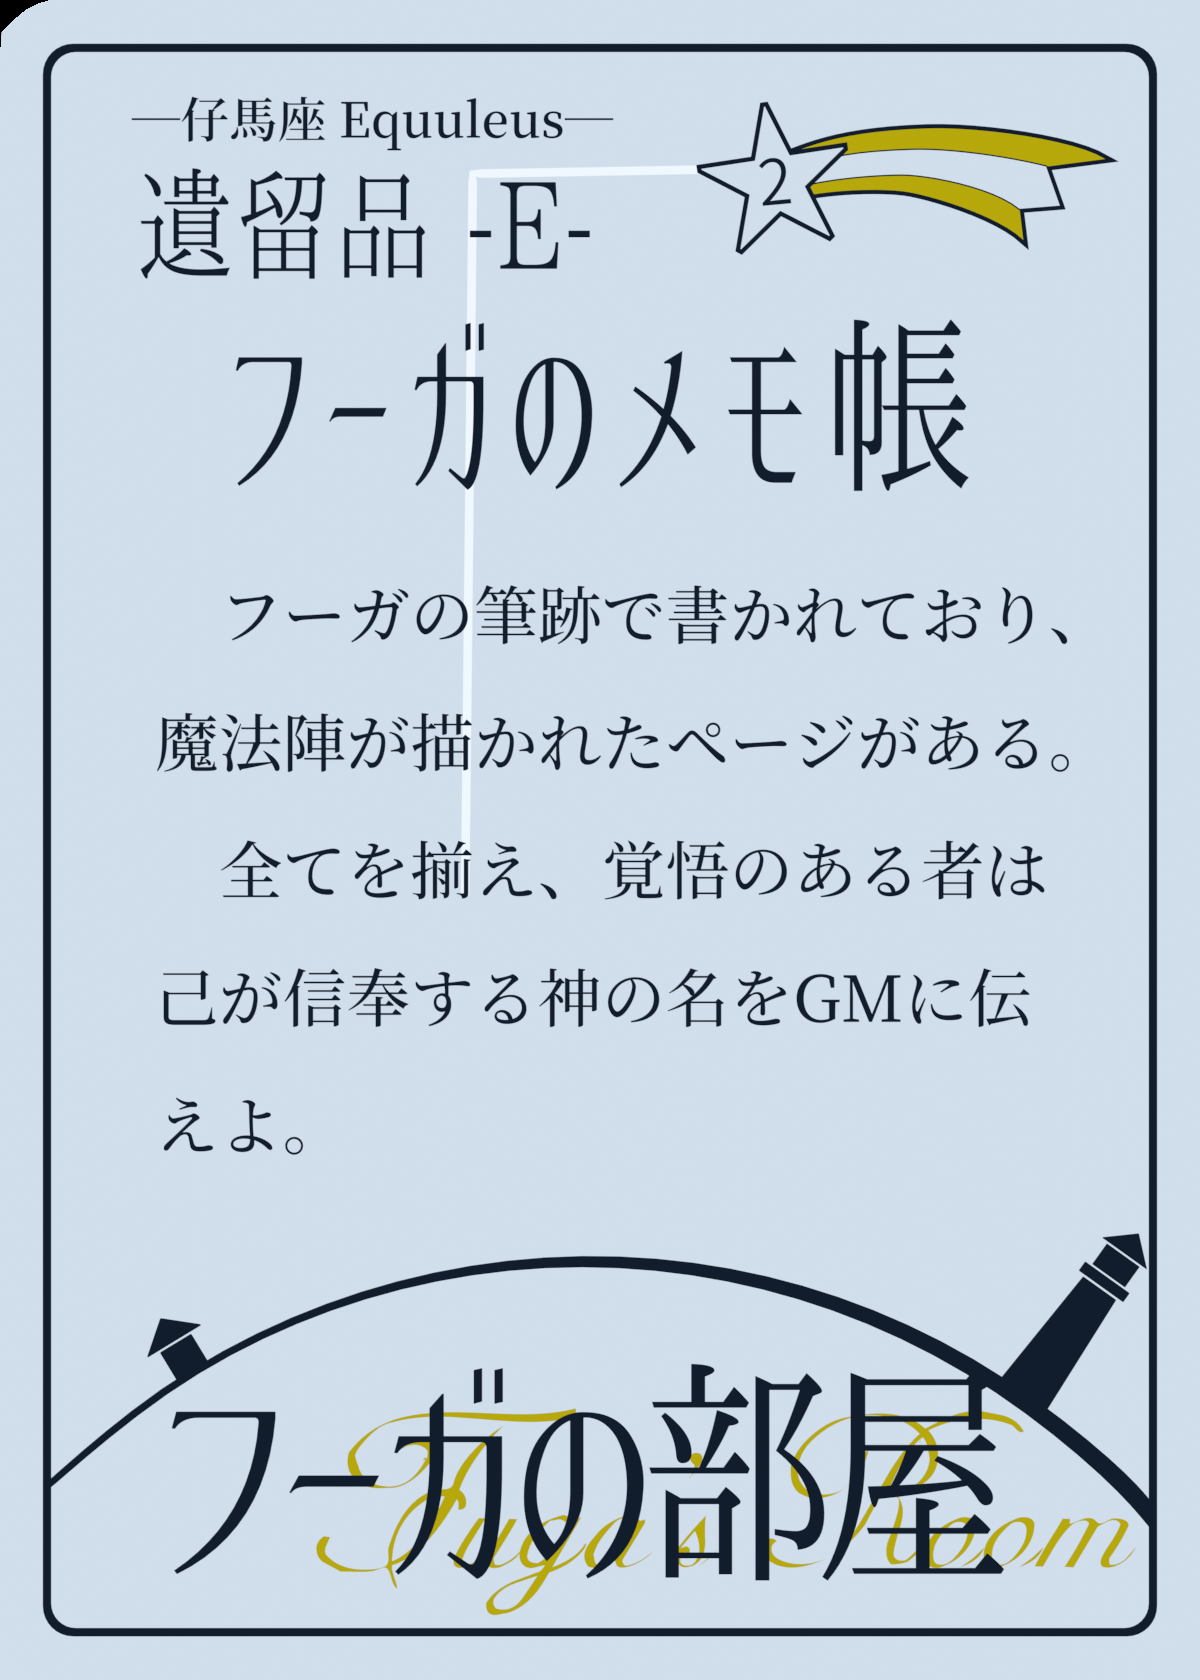 ―仔馬座 Equuleus―
遺留品 -E-
2
フーガのメモ帳
フーガの筆跡で書かれており、
魔法陣が描かれたページがある。
全てを揃え、覚悟のある者は
己が信奉する神の名をGMに伝
えよ。
フーガの部屋
Fuga's Room